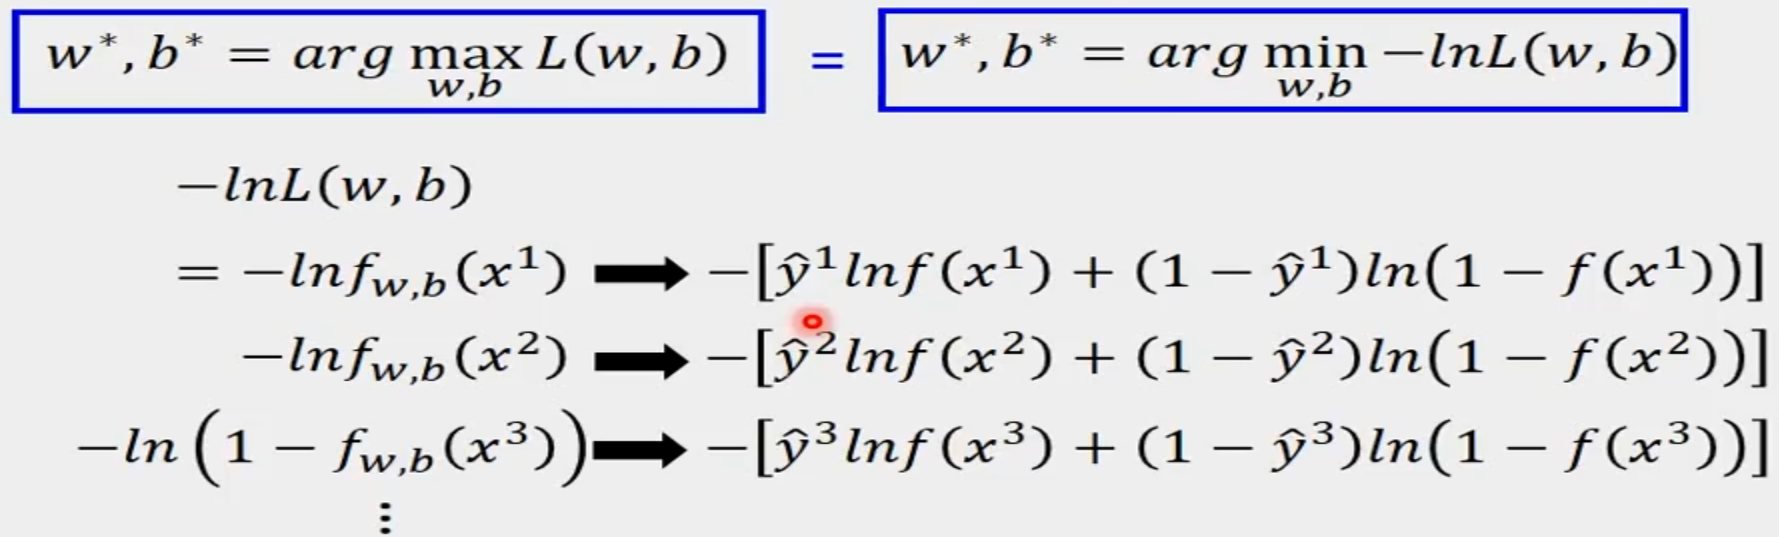 w*, b* = arg max_{w,b} L(w, b) = w*, b* = arg min_{w,b} −lnL(w, b)
−lnL(w, b)
= −lnf_{w,b}(x¹) → −[ŷ¹lnf(x¹) + (1 − ŷ¹)ln(1 − f(x¹))]
−lnf_{w,b}(x²) → −[ŷ²lnf(x²) + (1 − ŷ²)ln(1 − f(x²))]
−ln(1 − f_{w,b}(x³)) → −[ŷ³lnf(x³) + (1 − ŷ³)ln(1 − f(x³))]
⋮